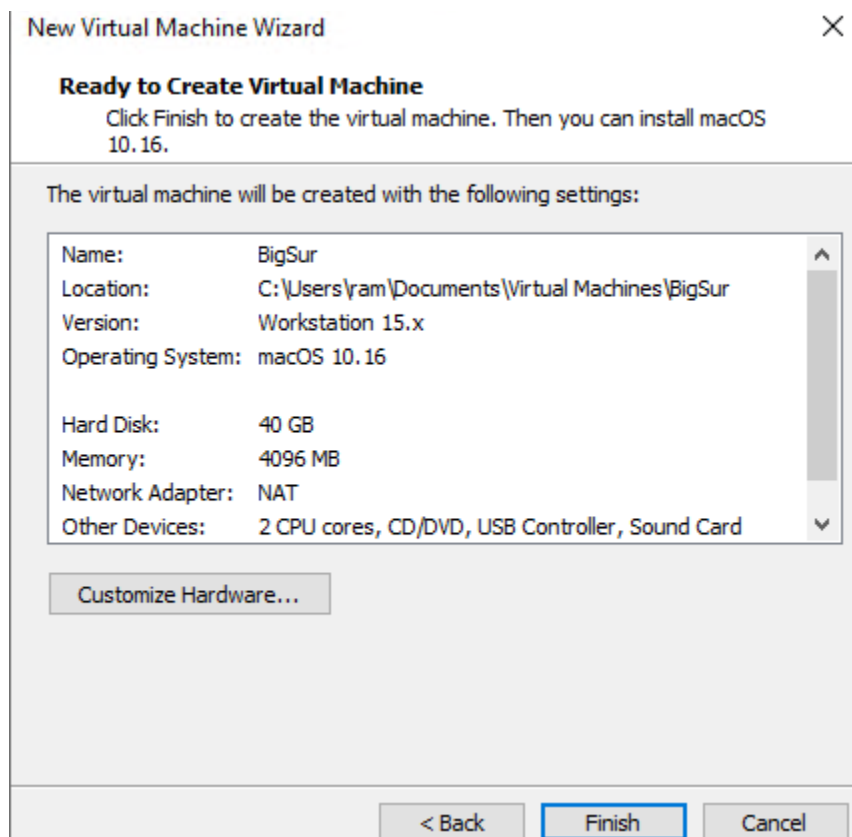 New Virtual Machine Wizard
Ready to Create Virtual Machine
Click Finish to create the virtual machine. Then you can install macOS
10.16.
The virtual machine will be created with the following settings:
Name: BigSur
Location: C:\Users\ram\Documents\Virtual Machines\BigSur
Version: Workstation 15.x
Operating System: macOS 10.16
Hard Disk: 40 GB
Memory: 4096 MB
Network Adapter: NAT
Other Devices: 2 CPU cores, CD/DVD, USB Controller, Sound Card
Customize Hardware...
< Back Finish Cancel